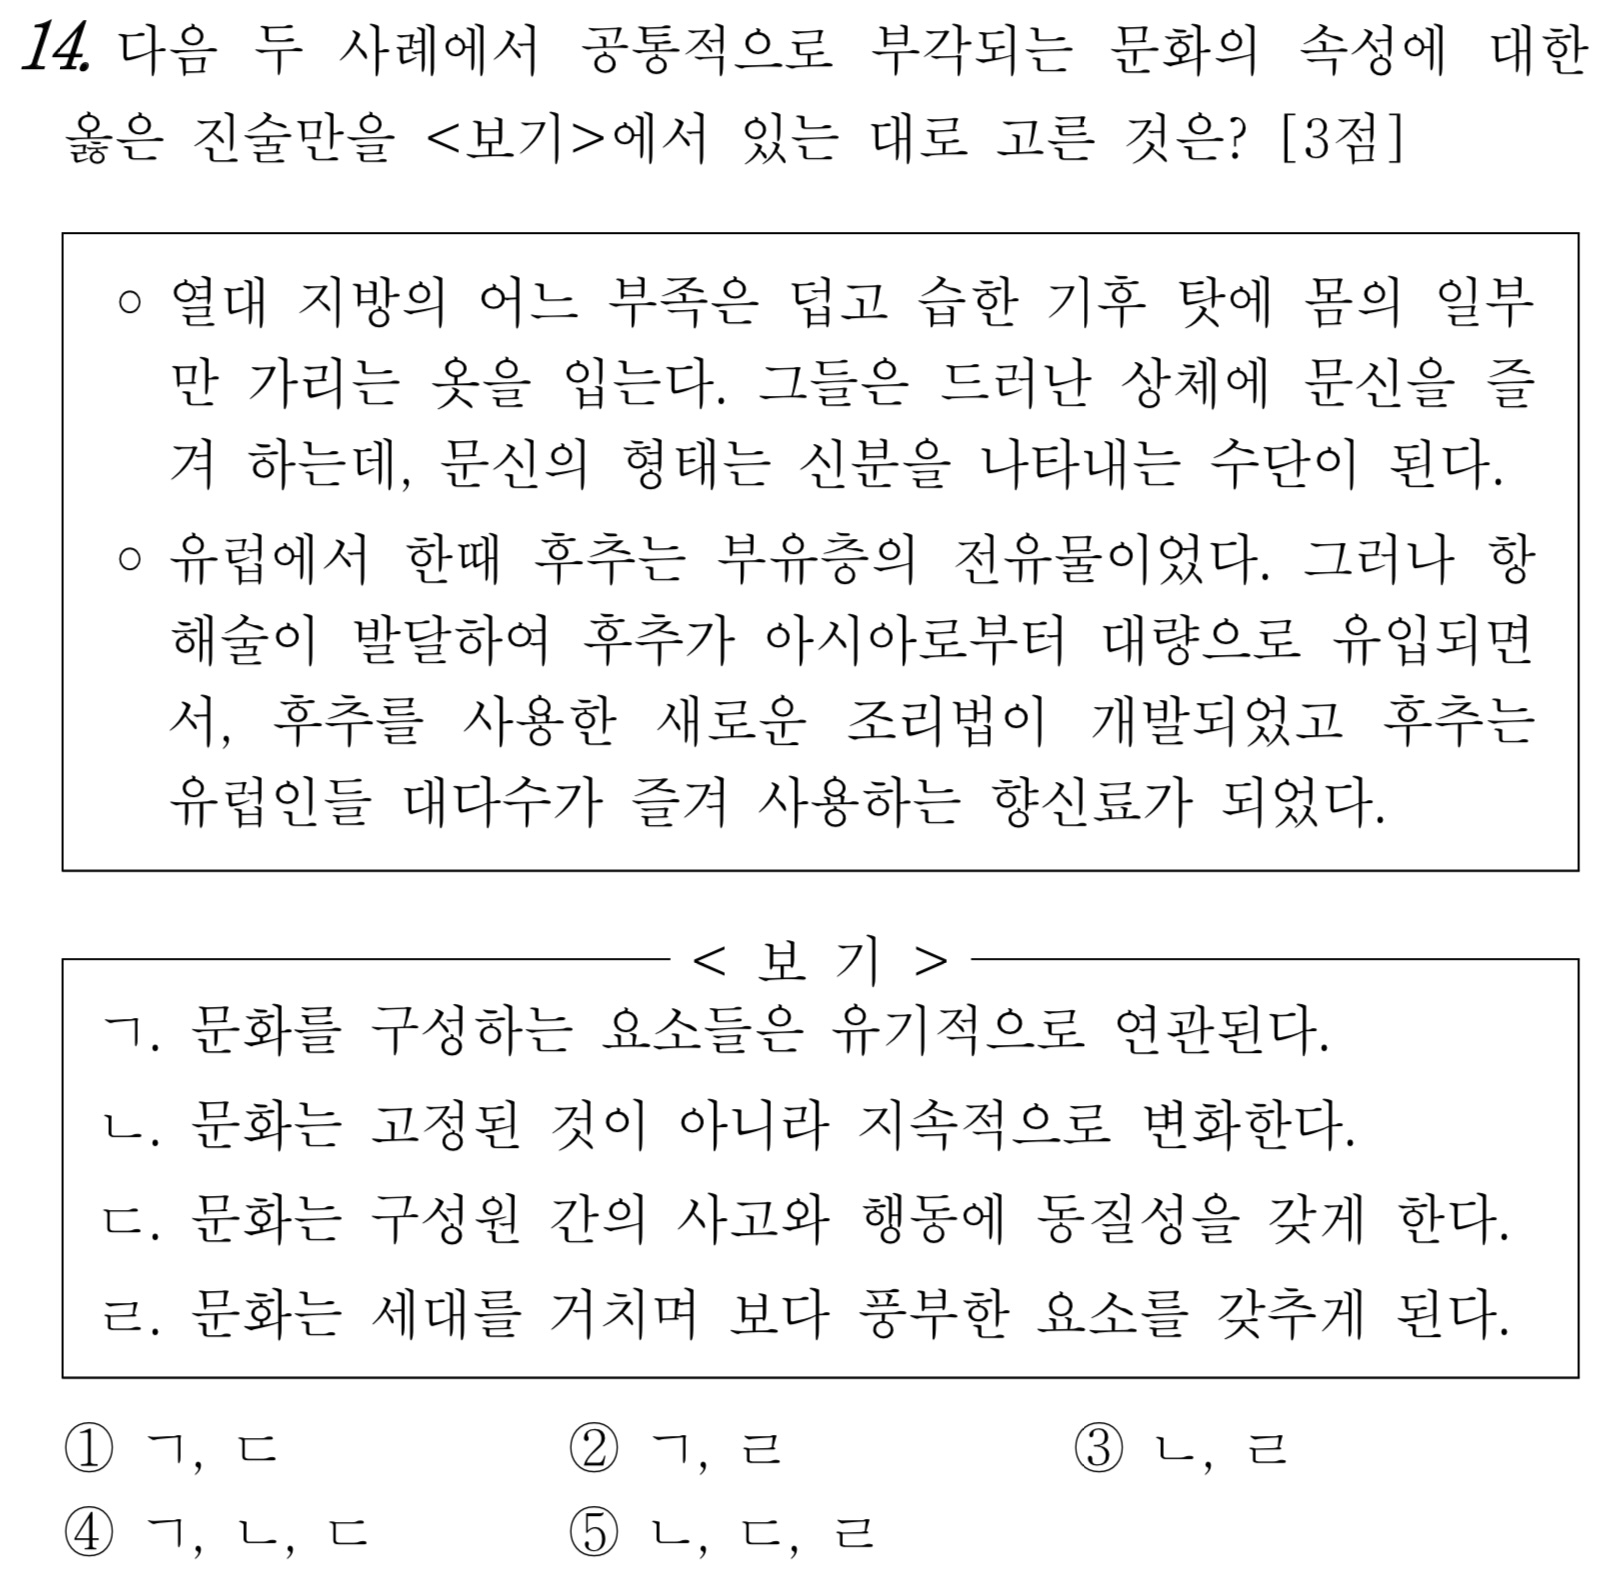 14. 다음 두 사례에서 공통적으로 부각되는 문화의 속성에 대한
옳은 진술만을 <보기>에서 있는 대로 고른 것은? [3점]
○ 열대 지방의 어느 부족은 덥고 습한 기후 탓에 몸의 일부
만 가리는 옷을 입는다. 그들은 드러난 상체에 문신을 즐
겨 하는데, 문신의 형태는 신분을 나타내는 수단이 된다.
○ 유럽에서 한때 후추는 부유층의 전유물이었다. 그러나 항
해술이 발달하여 후추가 아시아로부터 대량으로 유입되면
서, 후추를 사용한 새로운 조리법이 개발되었고 후추는
유럽인들 대다수가 즐겨 사용하는 향신료가 되었다.
< 보 기 >
ㄱ. 문화를 구성하는 요소들은 유기적으로 연관된다.
ㄴ. 문화는 고정된 것이 아니라 지속적으로 변화한다.
ㄷ. 문화는 구성원 간의 사고와 행동에 동질성을 갖게 한다.
ㄹ. 문화는 세대를 거치며 보다 풍부한 요소를 갖추게 된다.
① ㄱ, ㄷ ② ㄱ, ㄹ ③ ㄴ, ㄹ
④ ㄱ, ㄴ, ㄷ ⑤ ㄴ, ㄷ, ㄹ